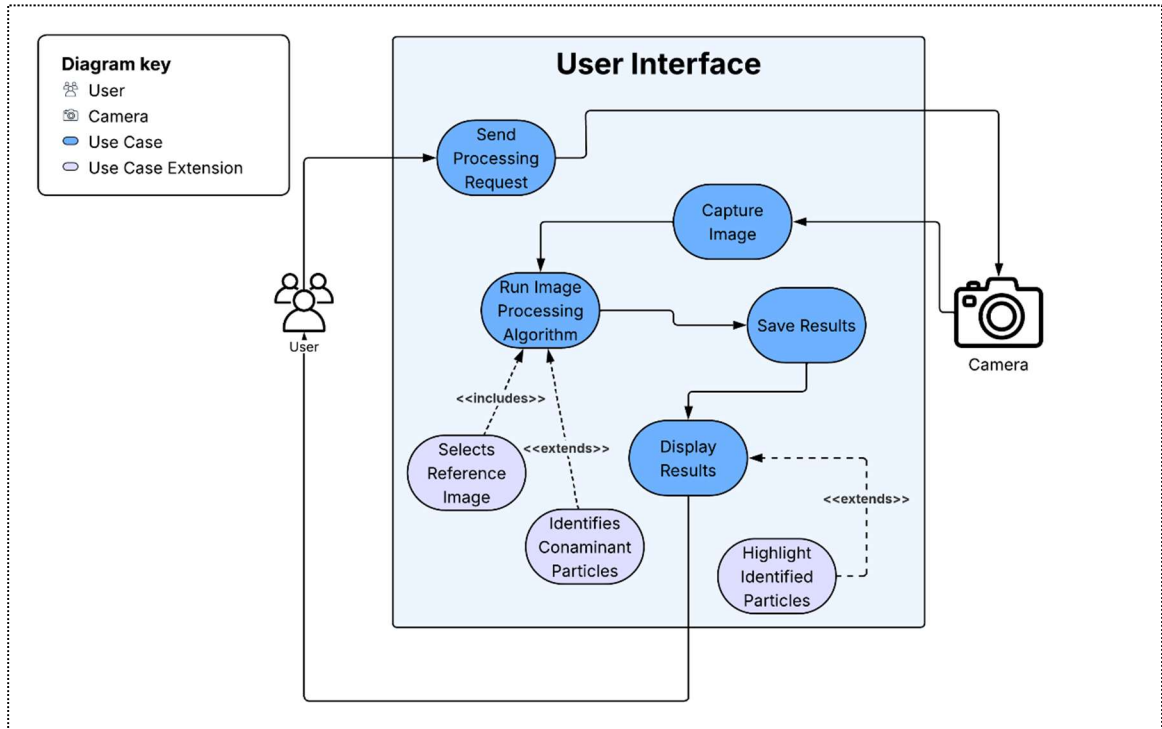 Diagram key
User
Camera
Use Case
Use Case Extension
User Interface
Send
Processing
Request
Capture
Image
Run Image
Processing
Algorithm
Save Results
User
Camera
<<includes>>
<<extends>>
Selects
Reference
Image
Display
Results
<<extends>>
Identifies
Conaminant
Particles
Highlight
Identified
Particles